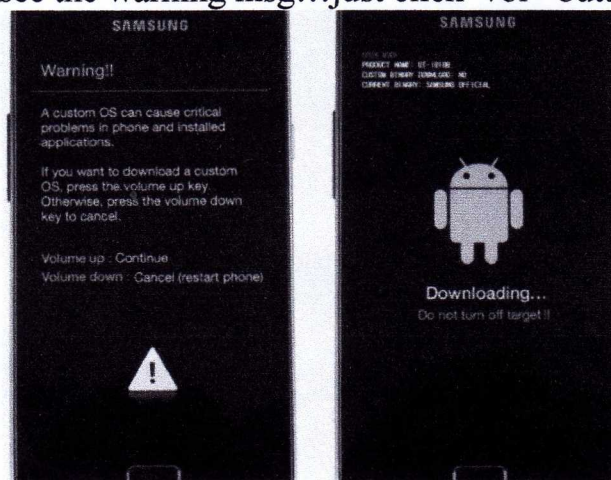 see the warning msg...just click
SAMSUNG
Warning!!
A custom OS can cause critical
problems in phone and installed
applications.
If you want to download a custom
OS, press the volume up key.
Otherwise, press the volume down
key to cancel.
Volume up : Continue
Volume down : Cancel (restart phone)
SAMSUNG
PRODUCT NAME:
CUSTOM BINARY DOWNLOAD: NO
CURRENT BINARY: SAMSUNG OFFICIAL
Downloading...
Do not turn off target !!